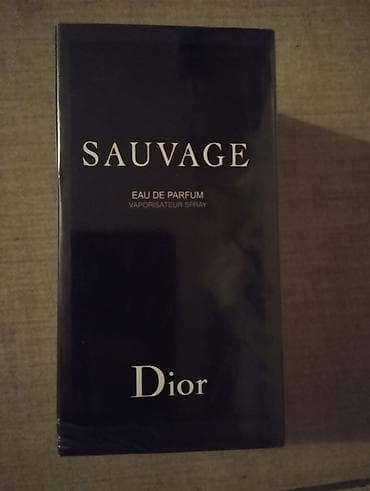 SAUVAGE
EAU DE PARFUM
VAPORISATEUR SPRAY
Dior